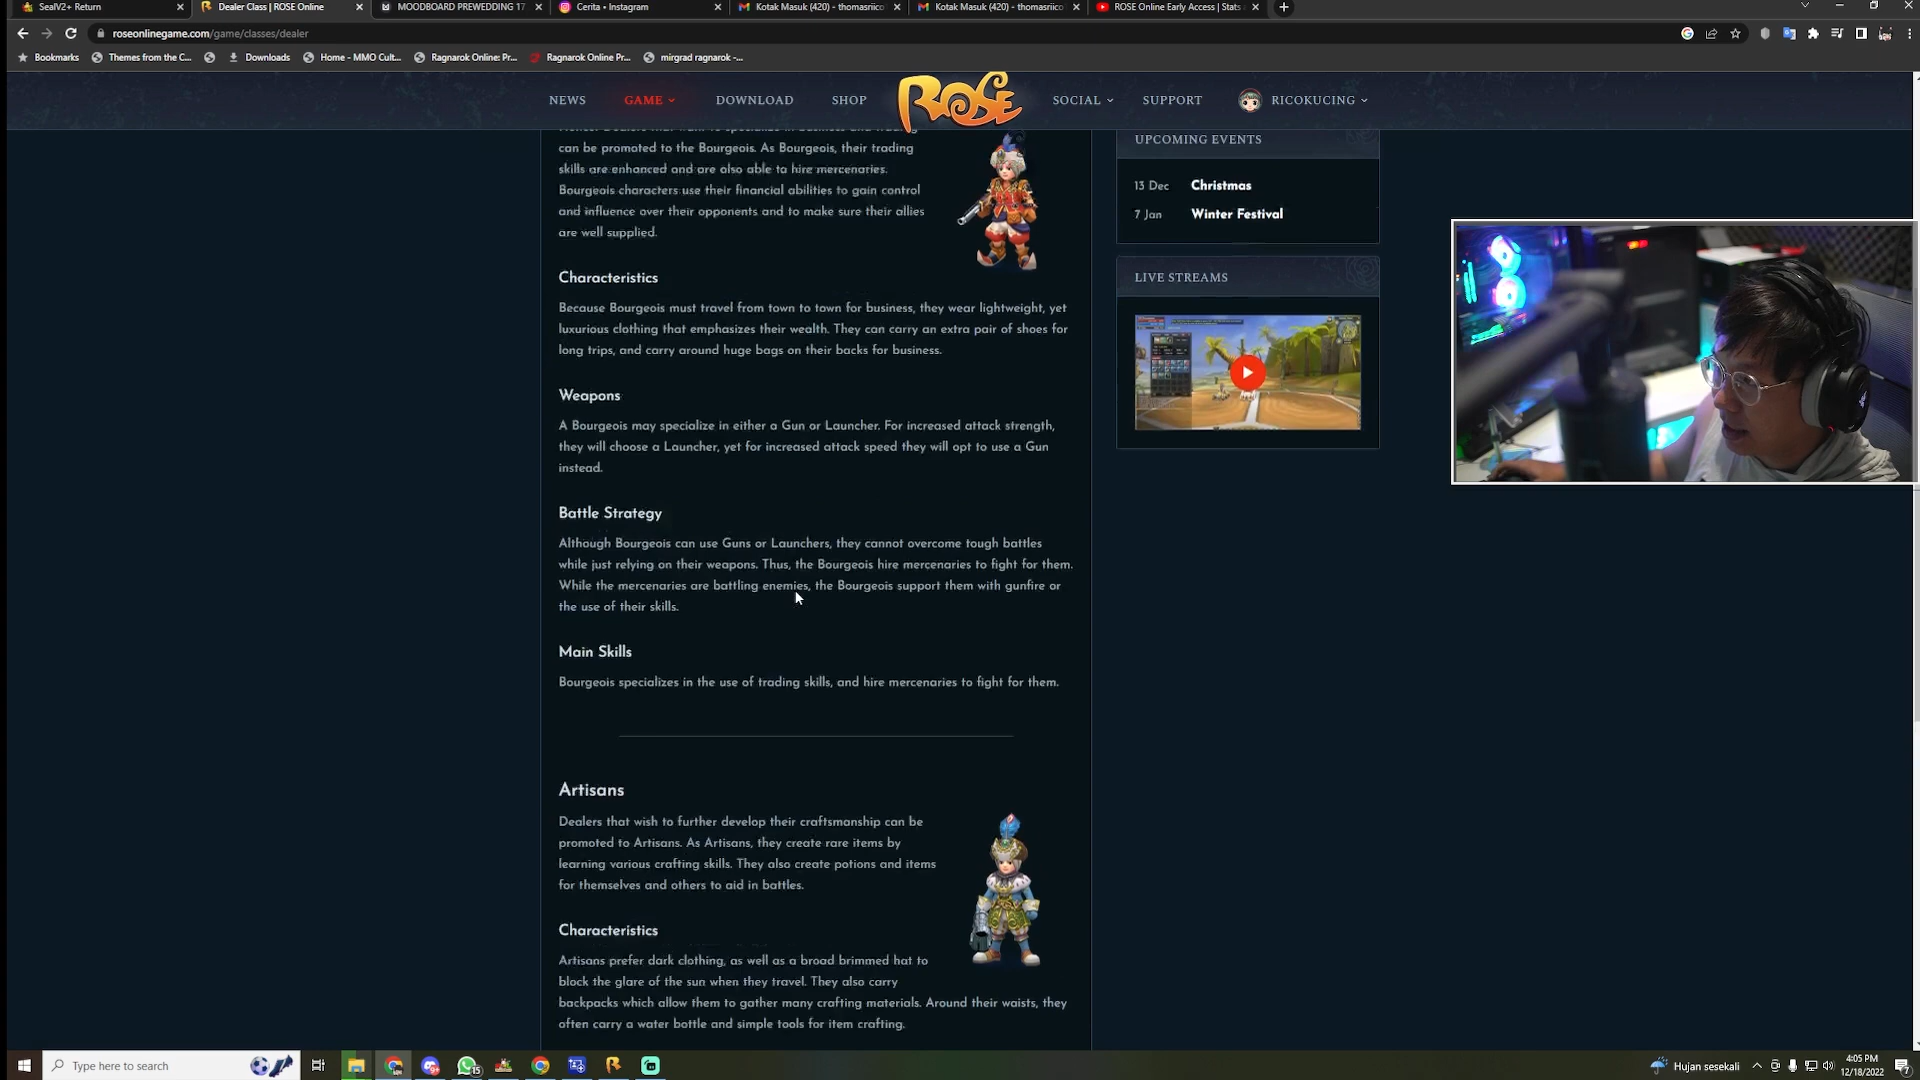 SealV2+ Return
Dealer Class | ROSE Online
MOODBOARD PREWEDDING 17
Cerita • Instagram
Kotak Masuk (420) - thomasriico
Kotak Masuk (420) - thomasriico
ROSE Online Early Access | Stats
roseonlinegame.com/game/classes/dealer
Bookmarks
Themes from the C...
Downloads
Home - MMO Cult...
Ragnarok Online: Pr...
Ragnarok Online Pr...
mirgrad ragnarok -...
NEWS
GAME
DOWNLOAD
SHOP
ROSE
SOCIAL
SUPPORT
RICOKUCING
can be promoted to the Bourgeois. As Bourgeois, their trading
skills are enhanced and are also able to hire mercenaries.
Bourgeois characters use their financial abilities to gain control
and influence over their opponents and to make sure their allies
are well supplied.
Characteristics
Because Bourgeois must travel from town to town for business, they wear lightweight, yet
luxurious clothing that emphasizes their wealth. They can carry an extra pair of shoes for
long trips, and carry around huge bags on their backs for business.
Weapons
A Bourgeois may specialize in either a Gun or Launcher. For increased attack strength,
they will choose a Launcher, yet for increased attack speed they will opt to use a Gun
instead.
Battle Strategy
Although Bourgeois can use Guns or Launchers, they cannot overcome tough battles
while just relying on their weapons. Thus, the Bourgeois hire mercenaries to fight for them.
While the mercenaries are battling enemies, the Bourgeois support them with gunfire or
the use of their skills.
Main Skills
Bourgeois specializes in the use of trading skills, and hire mercenaries to fight for them.
Artisans
Dealers that wish to further develop their craftsmanship can be
promoted to Artisans. As Artisans, they create rare items by
learning various crafting skills. They also create potions and items
for themselves and others to aid in battles.
Characteristics
Artisans prefer dark clothing, as well as a broad brimmed hat to
block the glare of the sun when they travel. They also carry
backpacks which allow them to gather many crafting materials. Around their waists, they
often carry a water bottle and simple tools for item crafting.
UPCOMING EVENTS
13 Dec Christmas
7 Jan Winter Festival
LIVE STREAMS
Type here to search
15
Hujan sesekali
4:05 PM
12/18/2022
7